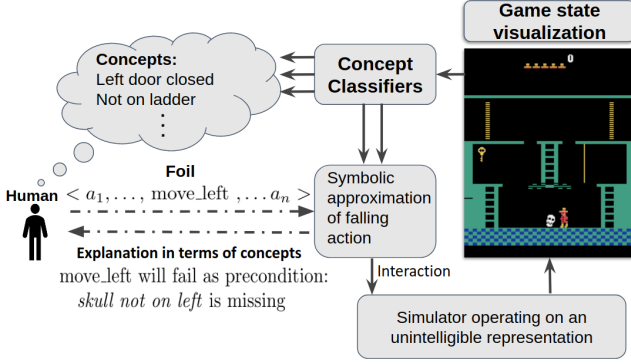 Game state
visualization
0
Concepts:
Left door closed
Not on ladder
Concept
Classifiers
Foil
Human
< a₁, ..., move_left , ... aₙ >
Symbolic
approximation
of falling
action
Explanation in terms of concepts
move_left will fail as precondition:
skull not on left is missing
Interaction
Simulator operating on an
unintelligible representation